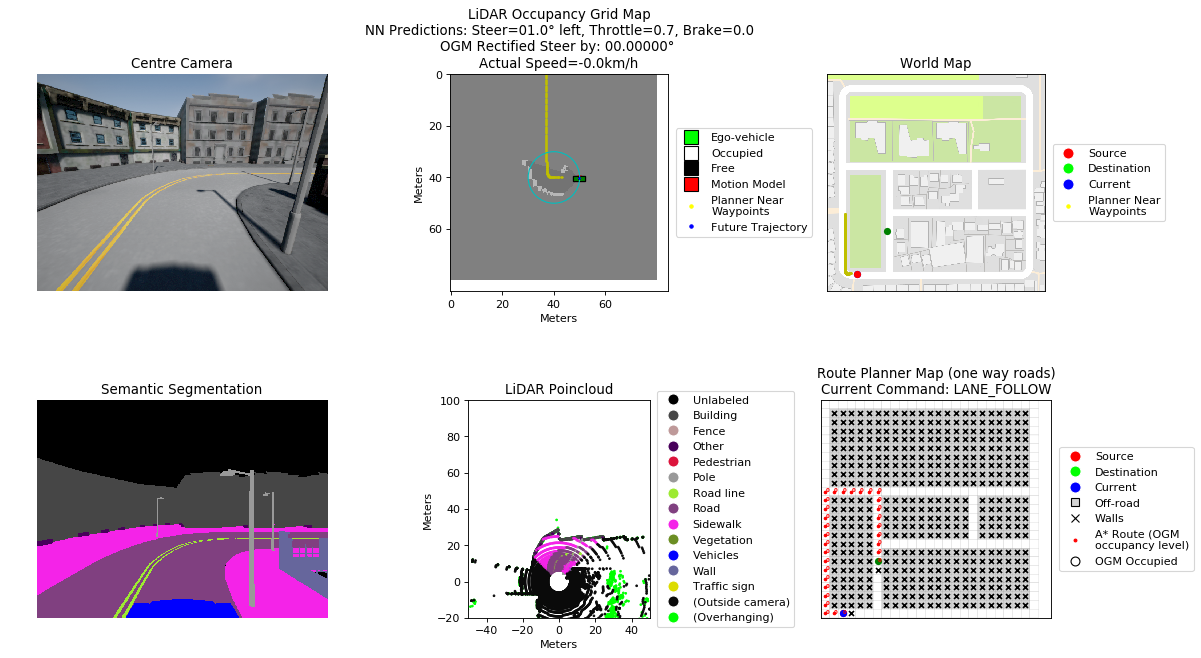 LiDAR Occupancy Grid Map
NN Predictions: Steer=01.0° left, Throttle=0.7, Brake=0.0
OGM Rectified Steer by: 00.00000°
Actual Speed=-0.0km/h
Centre Camera
World Map
0
20
40
60
Meters
0
20
40
60
Meters
Ego-vehicle
Occupied
Free
Motion Model
Planner Near
Waypoints
Future Trajectory
Source
Destination
Current
Planner Near
Waypoints
Semantic Segmentation
LiDAR Poincloud
Route Planner Map (one way roads)
Current Command: LANE_FOLLOW
100
80
60
40
20
0
−20
Meters
−40
−20
0
20
40
Meters
Unlabeled
Building
Fence
Other
Pedestrian
Pole
Road line
Road
Sidewalk
Vegetation
Vehicles
Wall
Traffic sign
(Outside camera)
(Overhanging)
Source
Destination
Current
Off-road
Walls
A* Route (OGM
occupancy level)
OGM Occupied